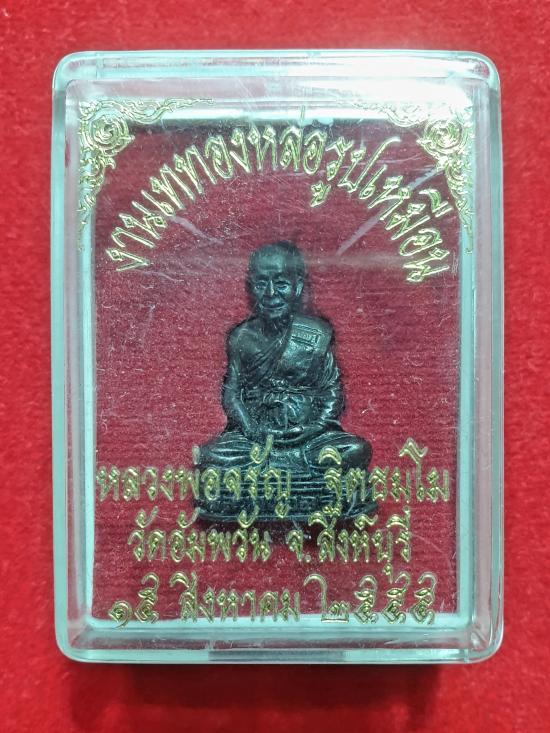 งานเททองหล่อรูปเหมือน
หลวงพ่อจรัญ ฐิตธมฺโม
วัดอัมพวัน จ.สิงห์บุรี
๑๕ สิงหาคม ๒๕๕๕